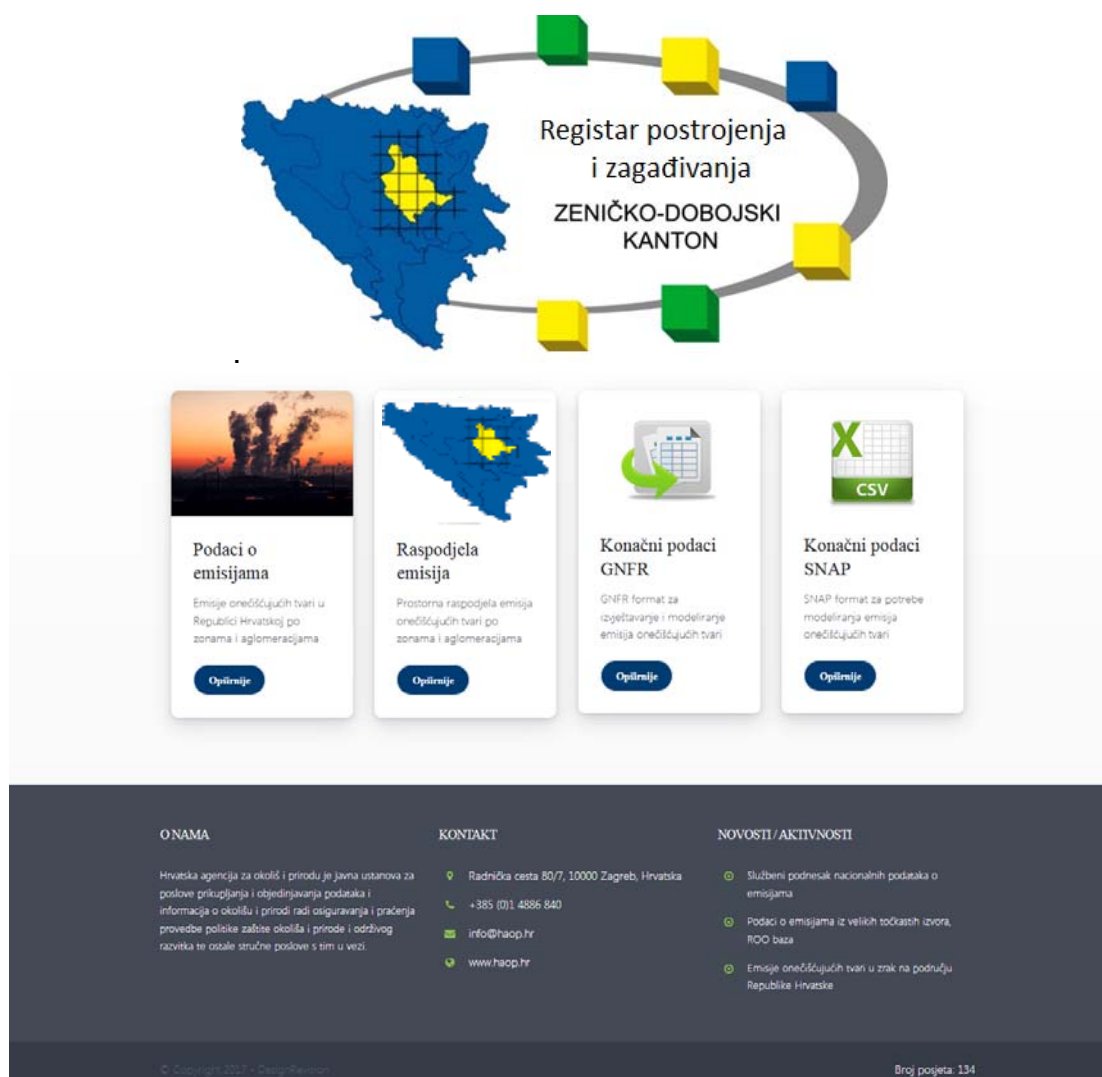 Registar postrojenja
i zagađivanja
ZENIČKO-DOBOJSKI
KANTON
X
CSV
Podaci o
emisijama
Emisije onečišćujućih tvari u
Republici Hrvatskoj po
zonama i aglomeracijama
Opširnije
Raspodjela
emisija
Prostorna raspodjela emisija
onečišćujućih tvari po
zonama i aglomeracijama
Opširnije
Konačni podaci
GNFR
GNFR format za
izvještavanje i modeliranje
emisija onečišćujućih tvari
Opširnije
Konačni podaci
SNAP
SNAP format za potrebe
modeliranja emisija
onečišćujućih tvari
Opširnije
O NAMA
Hrvatska agencija za okoliš i prirodu je javna ustanova za
poslove prikupljanja i objedinjavanja podataka i
informacija o okolišu i prirodi radi osiguravanja i praćenja
provedbe politike zaštite okoliša i prirode i održivog
razvitka te ostale stručne poslove s tim u vezi.
KONTAKT
Radnička cesta 80/7, 10000 Zagreb, Hrvatska
+385 (0)1 4886 840
info@haop.hr
www.haop.hr
NOVOSTI / AKTIVNOSTI
Službeni podnesak nacionalnih podataka o
emisijama
Podaci o emisijama iz velikih točkastih izvora,
ROO baza
Emisije onečišćujućih tvari u zrak na području
Republike Hrvatske
© Copyright 2017 • DesignRevision
Broj posjeta: 134